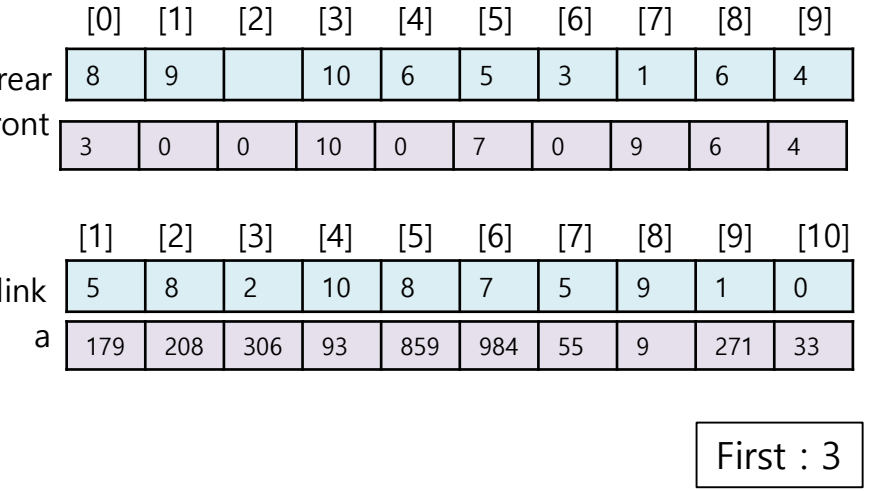 [0] [1] [2] [3] [4] [5] [6] [7] [8] [9]
rear 8 9 10 6 5 3 1 6 4
ront 3 0 0 10 0 7 0 9 6 4
[1] [2] [3] [4] [5] [6] [7] [8] [9] [10]
link 5 8 2 10 8 7 5 9 1 0
a 179 208 306 93 859 984 55 9 271 33
First : 3